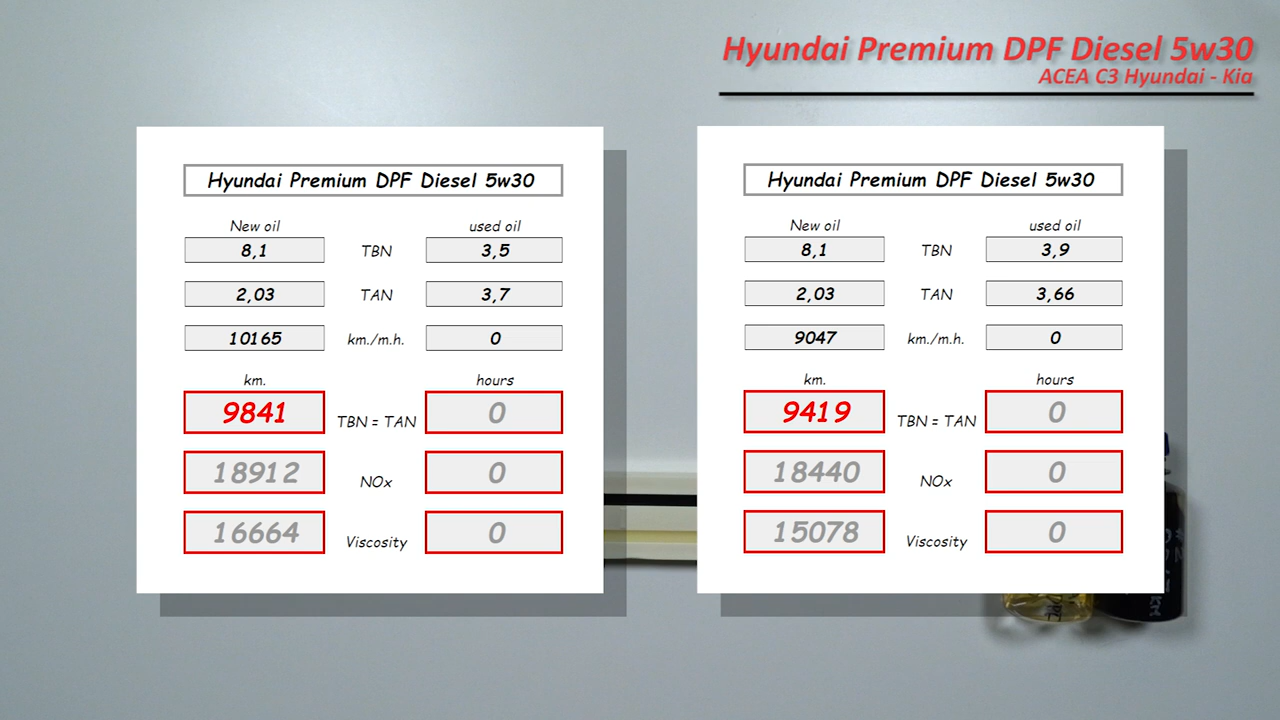 Hyundai Premium DPF Diesel 5w30
ACEA C3 Hyundai - Kia
Hyundai Premium DPF Diesel 5w30
New oil used oil
8,1 TBN 3,5
2,03 TAN 3,7
10165 km./m.h. 0
km. hours
9841 TBN = TAN 0
18912 NOx 0
16664 Viscosity 0
Hyundai Premium DPF Diesel 5w30
New oil used oil
8,1 TBN 3,9
2,03 TAN 3,66
9047 km./m.h. 0
km. hours
9419 TBN = TAN 0
18440 NOx 0
15078 Viscosity 0